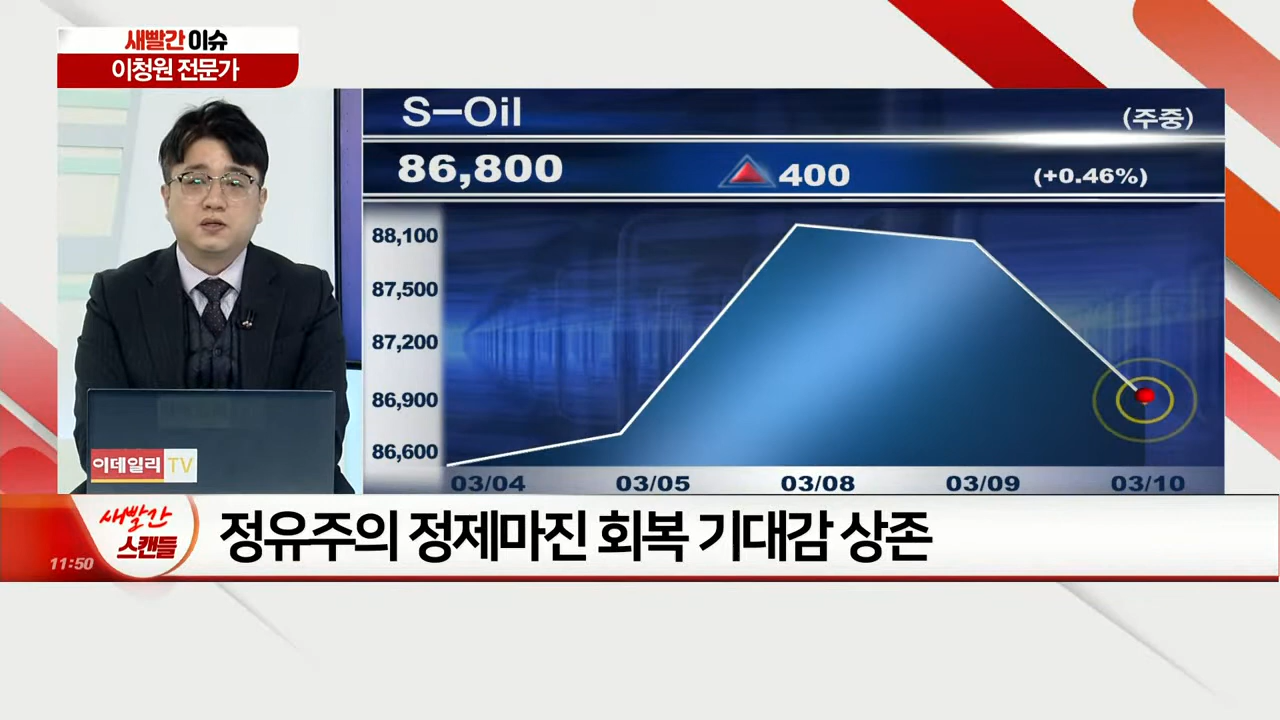 새빨간 이슈
이청원 전문가
S-Oil
(주중)
86,800
▲400
(+0.46%)
88,100
87,500
87,200
86,900
86,600
03/04
03/05
03/08
03/09
03/10
이데일리TV
새빨간
스캔들
11:50
정유주의 정제마진 회복 기대감 상존